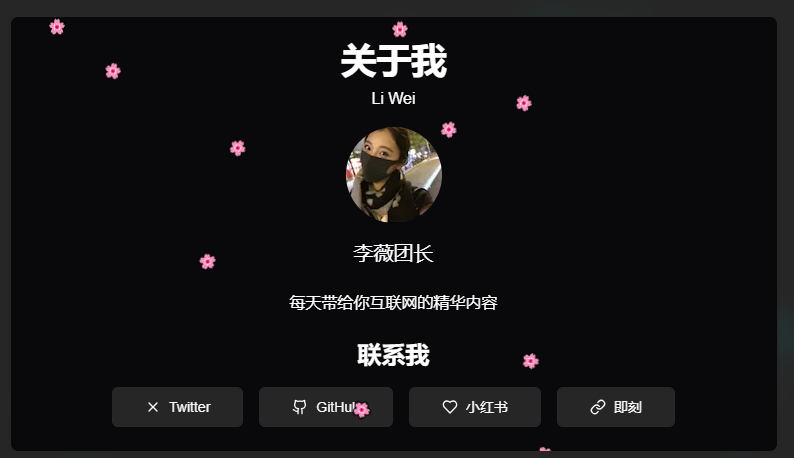 关于我
Li Wei
李薇团长
每天带给你互联网的精华内容
联系我
Twitter
GitHub
小红书
即刻